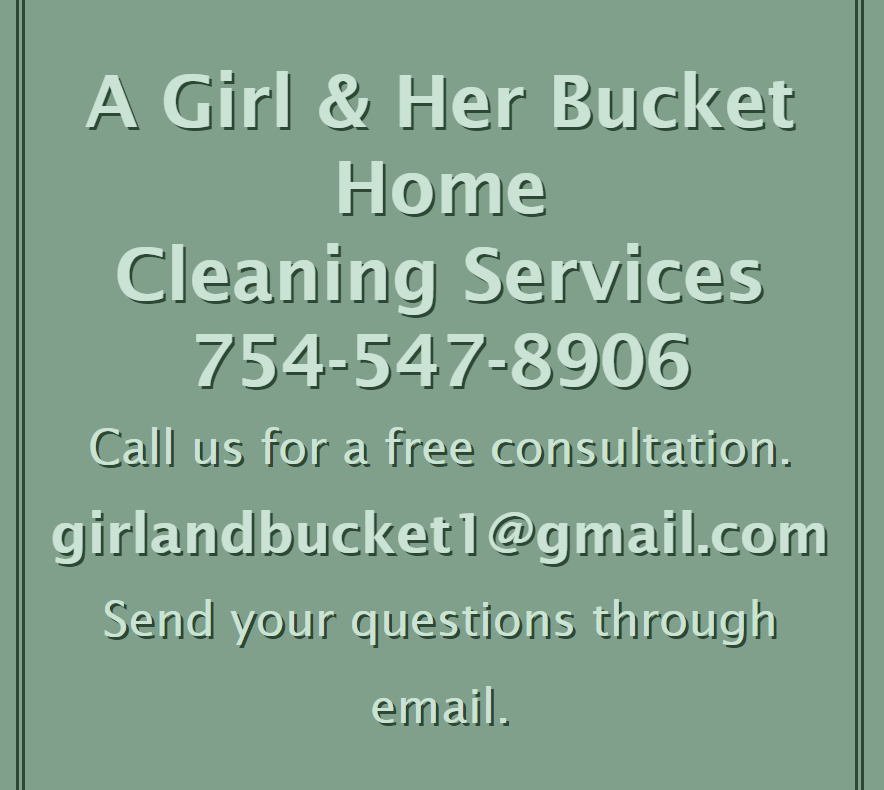 A Girl & Her Bucket
Home
Cleaning Services
754-547-8906
Call us for a free consultation.
girlandbucket1@gmail.com
Send your questions through
email.